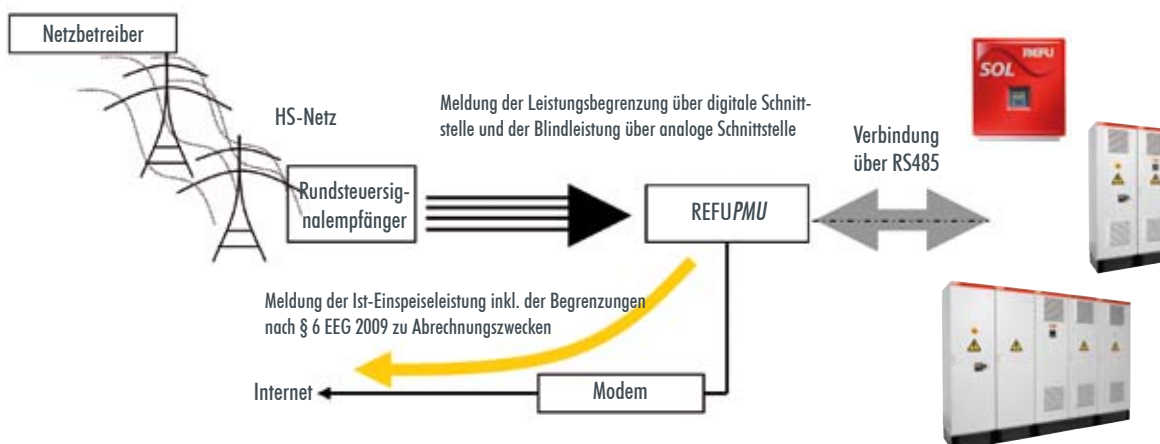 Netzbetreiber
HS-Netz
Rundsteuersig-
nalempfänger
Meldung der Leistungsbegrenzung über digitale Schnitt-
stelle und der Blindleistung über analoge Schnittstelle
REFUPMU
Verbindung
über RS485
REFU
SOL
Meldung der Ist-Einspeiseleistung inkl. der Begrenzungen
nach § 6 EEG 2009 zu Abrechnungszwecken
Internet
Modem